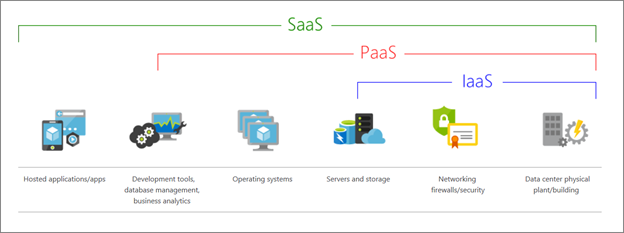 SaaS
PaaS
IaaS
Hosted applications/apps
Development tools,
database management,
business analytics
Operating systems
Servers and storage
Networking
firewalls/security
Data center physical
plant/building